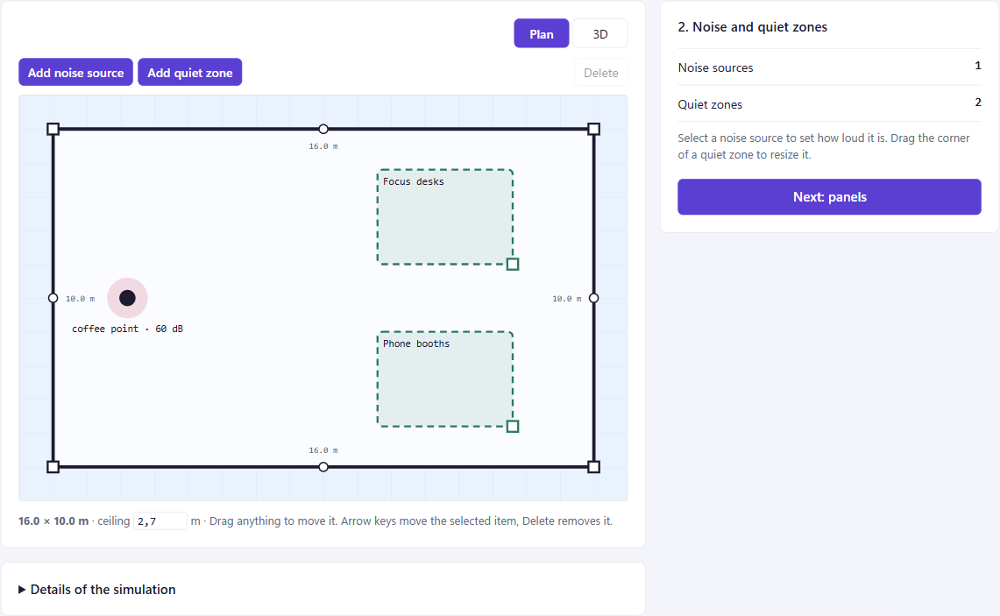 Plan
3D
Add noise source
Add quiet zone
Delete
16.0 m
Focus desks
10.0 m
10.0 m
coffee point · 60 dB
Phone booths
16.0 m
16.0 × 10.0 m · ceiling 2,7 m · Drag anything to move it. Arrow keys move the selected item, Delete removes it.
▶ Details of the simulation
2. Noise and quiet zones
Noise sources 1
Quiet zones 2
Select a noise source to set how loud it is. Drag the corner
of a quiet zone to resize it.
Next: panels